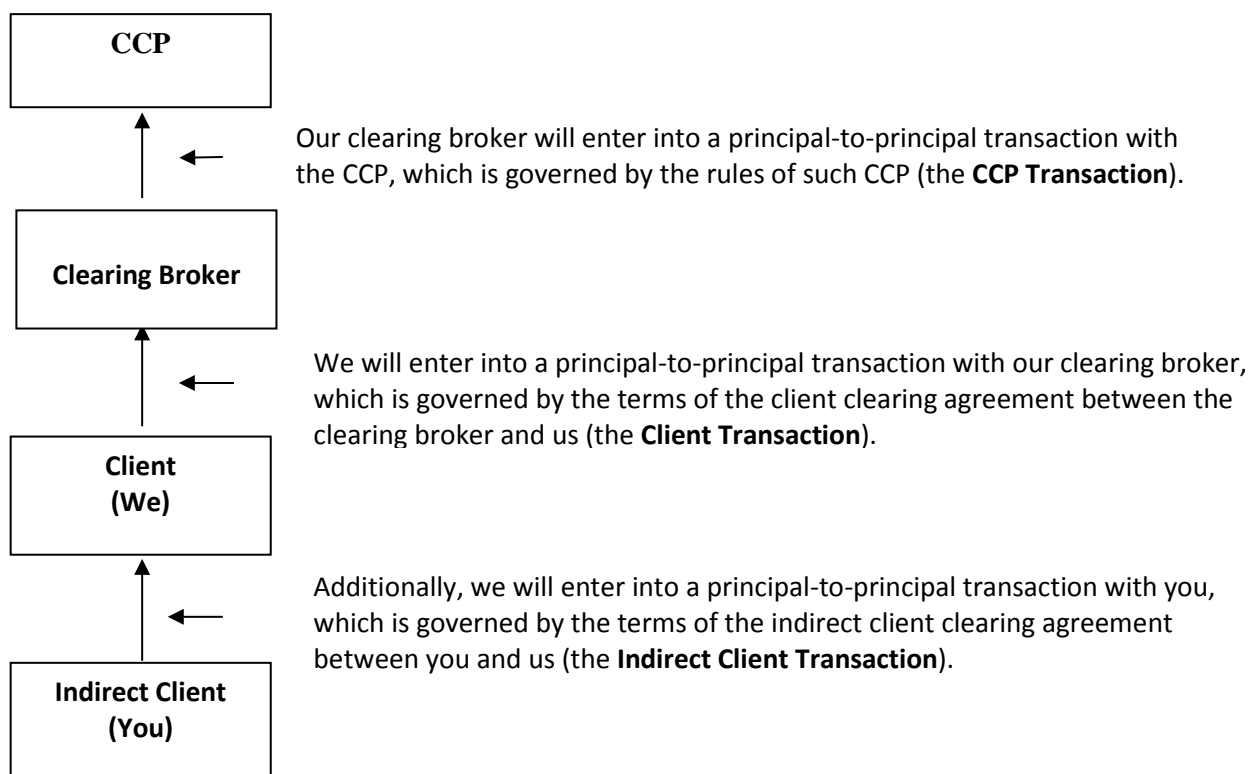 CCP
Our clearing broker will enter into a principal-to-principal transaction with
the CCP, which is governed by the rules of such CCP (the CCP Transaction).
Clearing Broker
We will enter into a principal-to-principal transaction with our clearing broker,
which is governed by the terms of the client clearing agreement between the
clearing broker and us (the Client Transaction).
Client
(We)
Additionally, we will enter into a principal-to-principal transaction with you,
which is governed by the terms of the indirect client clearing agreement
between you and us (the Indirect Client Transaction).
Indirect Client
(You)